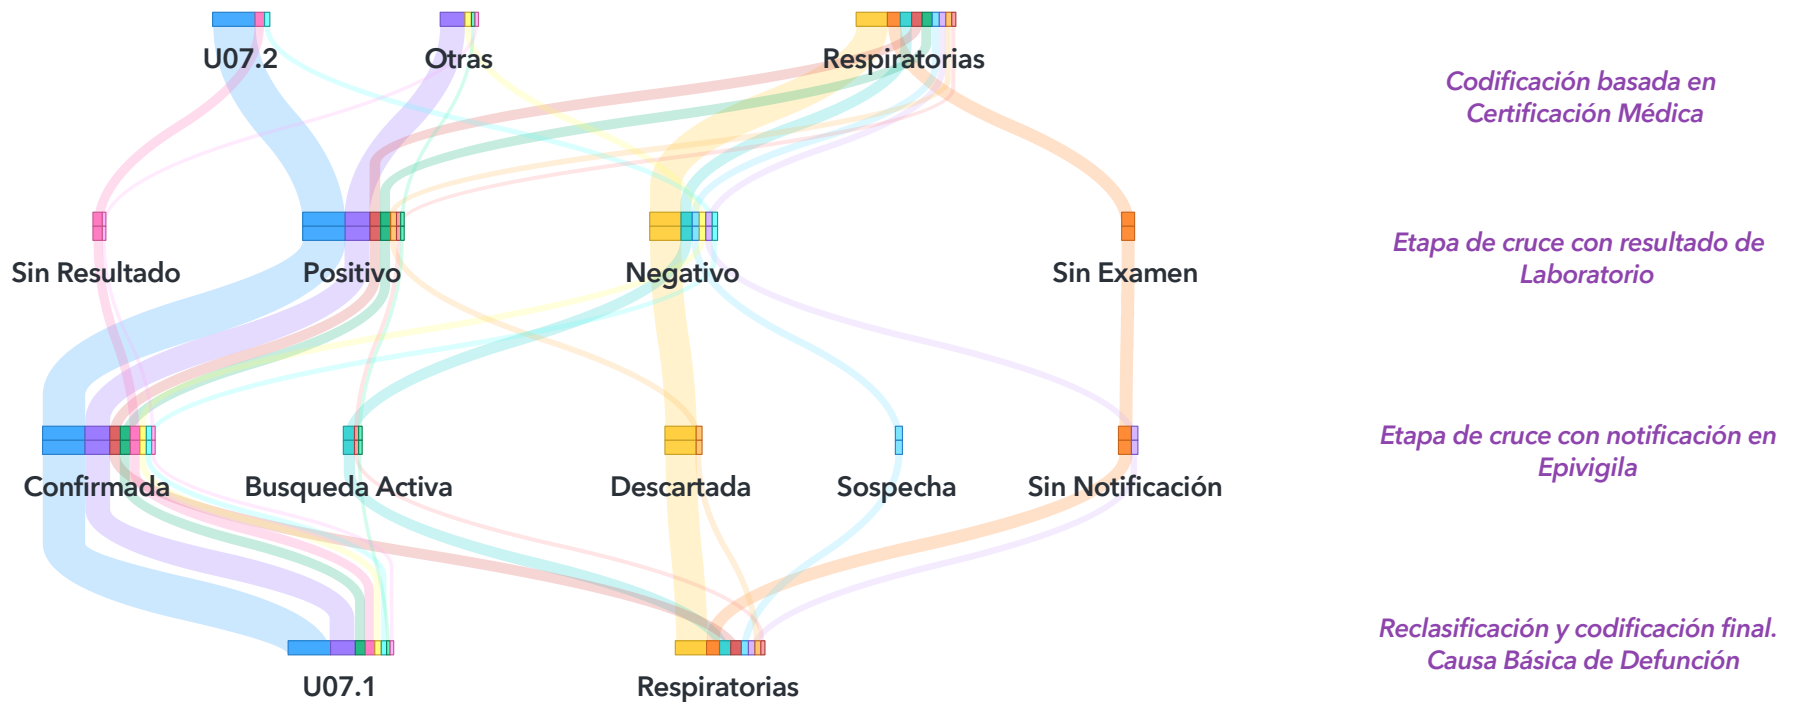 U07.2
Otras
Respiratorias
Codificación basada en
Certificación Médica
Sin Resultado
Positivo
Negativo
Sin Examen
Etapa de cruce con resultado de
Laboratorio
Confirmada
Busqueda Activa
Descartada
Sospecha
Sin Notificación
Etapa de cruce con notificación en
Epivigila
U07.1
Respiratorias
Reclasificación y codificación final.
Causa Básica de Defunción